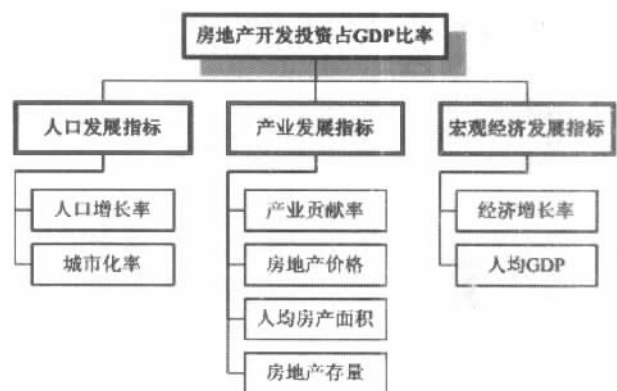 房地产开发投资占GDP比率
人口发展指标
产业发展指标
宏观经济发展指标
人口增长率
城市化率
产业贡献率
房地产价格
人均房产面积
房地产存量
经济增长率
人均GDP